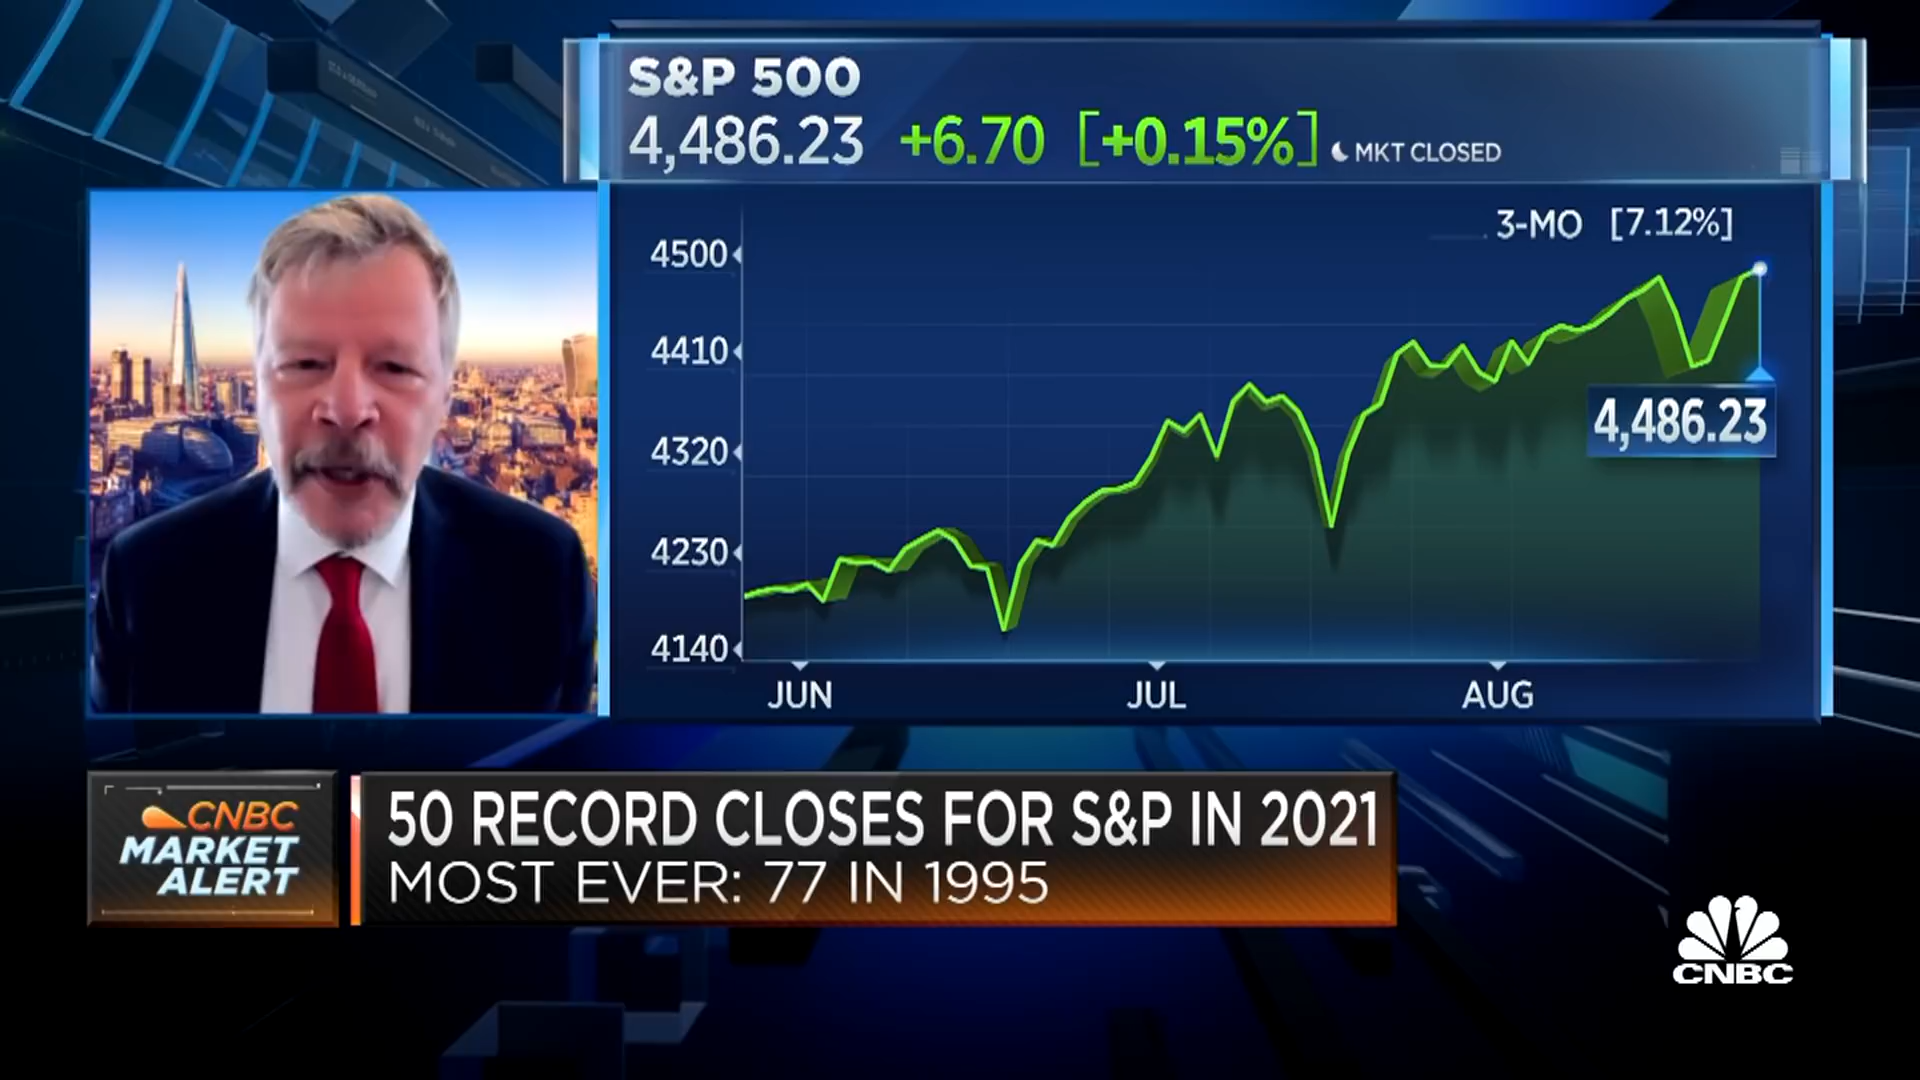 S&P 500
4,486.23 +6.70 [+0.15%] MKT CLOSED
3-MO [7.12%]
4500
4410
4320
4230
4140
4,486.23
JUN JUL AUG
CNBC
MARKET
ALERT
50 RECORD CLOSES FOR S&P IN 2021
MOST EVER: 77 IN 1995
CNBC